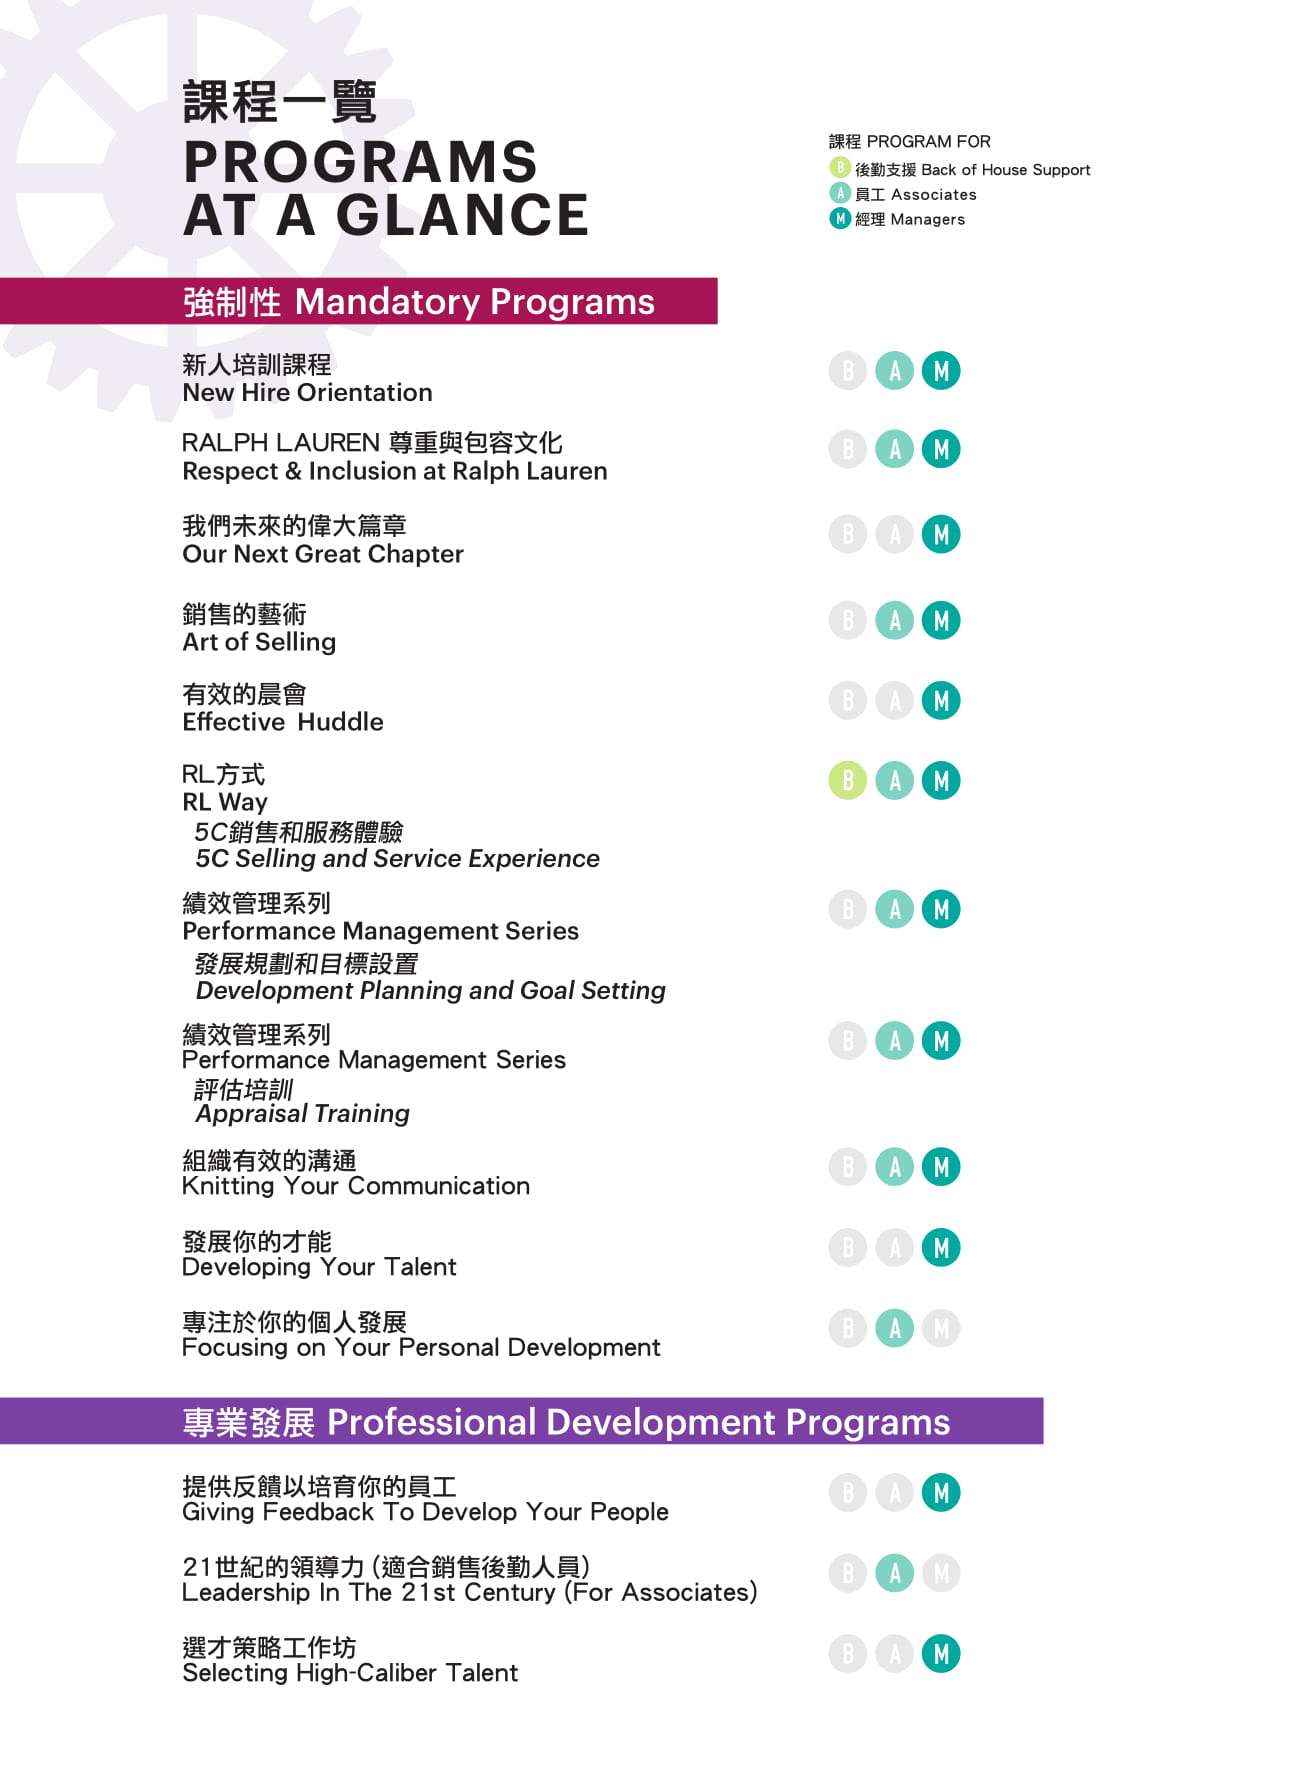 課程一覽
PROGRAMS
AT A GLANCE
課程 PROGRAM FOR
B 後勤支援 Back of House Support
A 員工 Associates
M 經理 Managers
強制性 Mandatory Programs
新人培訓課程
New Hire Orientation
B A M
RALPH LAUREN 尊重與包容文化
Respect & Inclusion at Ralph Lauren
B A M
我們未來的偉大篇章
Our Next Great Chapter
B A M
銷售的藝術
Art of Selling
B A M
有效的晨會
Effective Huddle
B A M
RL方式
RL Way
B A M
5C銷售和服務體驗
5C Selling and Service Experience
績效管理系列
Performance Management Series
B A M
發展規劃和目標設置
Development Planning and Goal Setting
績效管理系列
Performance Management Series
B A M
評估培訓
Appraisal Training
組織有效的溝通
Knitting Your Communication
B A M
發展你的才能
Developing Your Talent
B A M
專注於你的個人發展
Focusing on Your Personal Development
B A M
專業發展 Professional Development Programs
提供反饋以培育你的員工
Giving Feedback To Develop Your People
B A M
21世紀的領導力 (適合銷售後勤人員)
Leadership In The 21st Century (For Associates)
B A M
選才策略工作坊
Selecting High-Caliber Talent
B A M